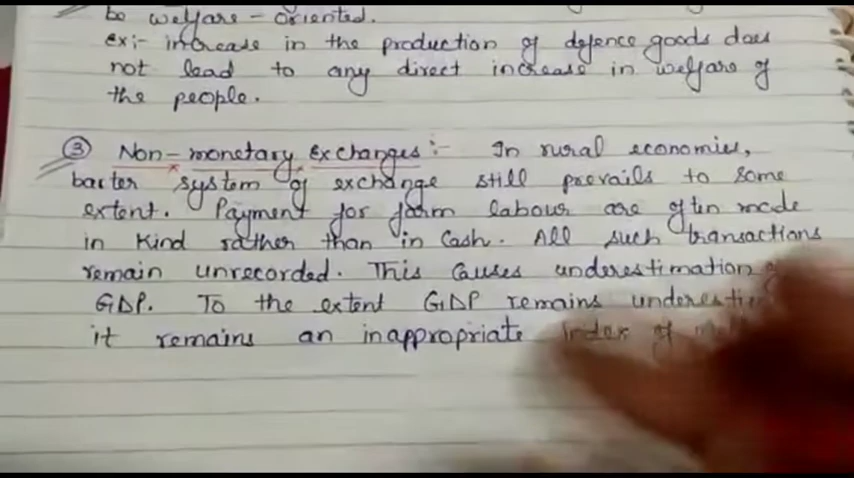 be welfare-oriented.
ex:- increase in the production of defence goods does
not lead to any direct increase in welfare of
the people.
③ Non-monetary exchanges:- In rural economies,
barter system of exchange still prevails to some
extent. Payment for farm labour are often made
in kind rather than in cash. All such transactions
remain unrecorded. This causes underestimation of
GDP. To the extent GDP remains
it remains an inappropriate index of